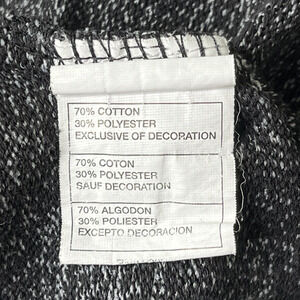 70% COTTON
30% POLYESTER
EXCLUSIVE OF DECORATION
70% COTON
30% POLYESTER
SAUF DECORATION
70% ALGODON
30% POLIESTER
EXCEPTO DECORACION